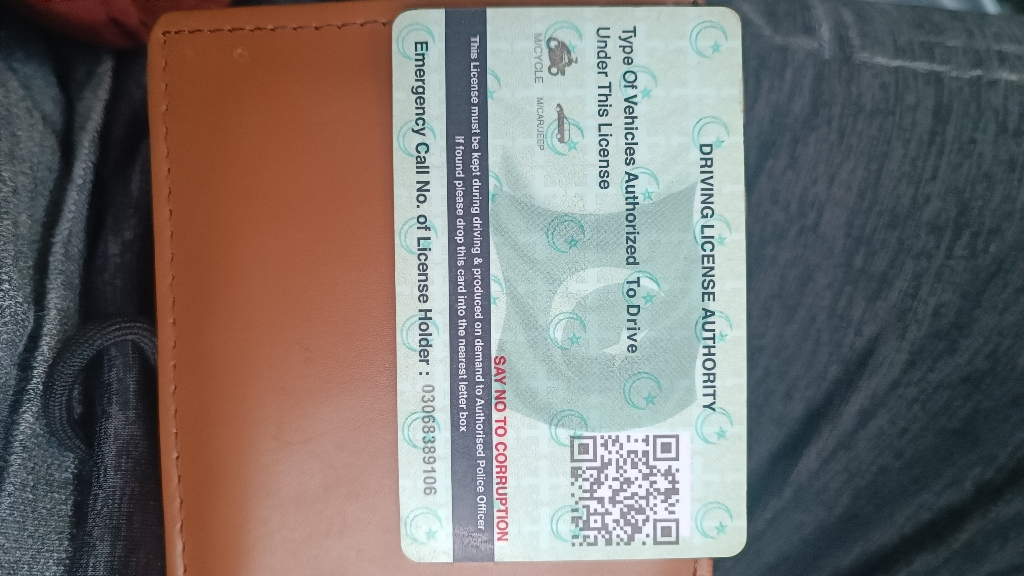 DRIVING LICENSE AUTHORITY
Type Of Vehicles Authorized To Drive
Under This License
M/CYCLE M/CAR/JEEP
SAY NO TO CORRUPTION
This License must be kept during driving & produced on demand to Authorised Police Officer
If found please drop this card into the nearest letter box
Emergency Call No. of License Holder : 03068389106